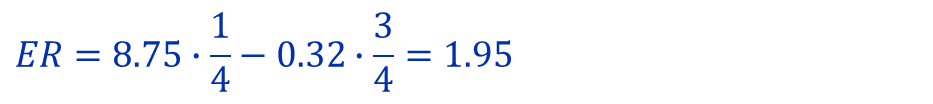 ER = 8.75 · 1/4 − 0.32 · 3/4 = 1.95